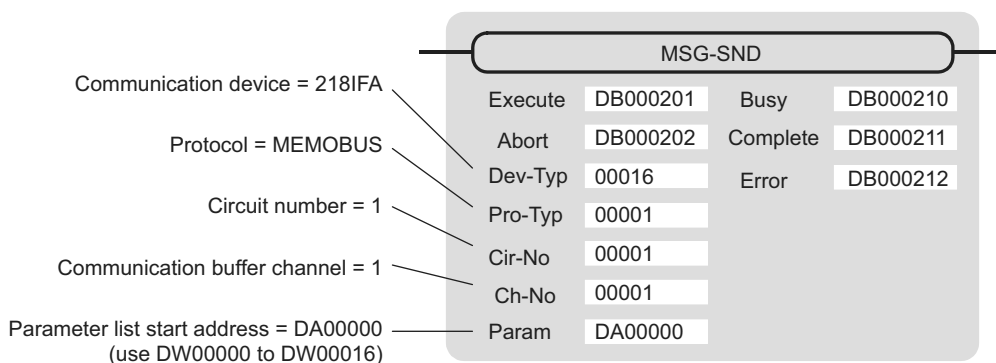 MSG-SND
Communication device = 218IFA
Protocol = MEMOBUS
Circuit number = 1
Communication buffer channel = 1
Parameter list start address = DA00000
(use DW00000 to DW00016)
Execute DB000201 Busy DB000210
Abort DB000202 Complete DB000211
Dev-Typ 00016 Error DB000212
Pro-Typ 00001
Cir-No 00001
Ch-No 00001
Param DA00000